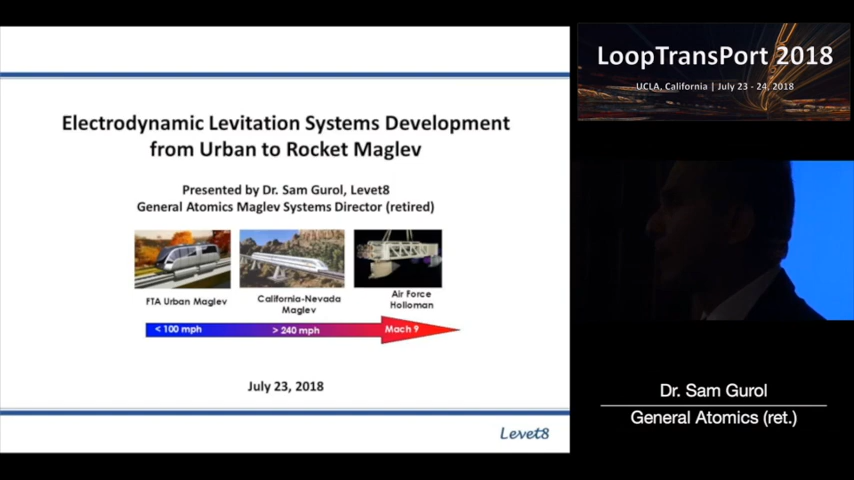 Electrodynamic Levitation Systems Development
from Urban to Rocket Maglev
Presented by Dr. Sam Gurol, Levet8
General Atomics Maglev Systems Director (retired)
FTA Urban Maglev
California-Nevada
Maglev
Air Force
Holloman
< 100 mph
> 240 mph
Mach 9
July 23, 2018
Levet8
LoopTransPort 2018
UCLA, California | July 23 - 24, 2018
Dr. Sam Gurol
General Atomics (ret.)